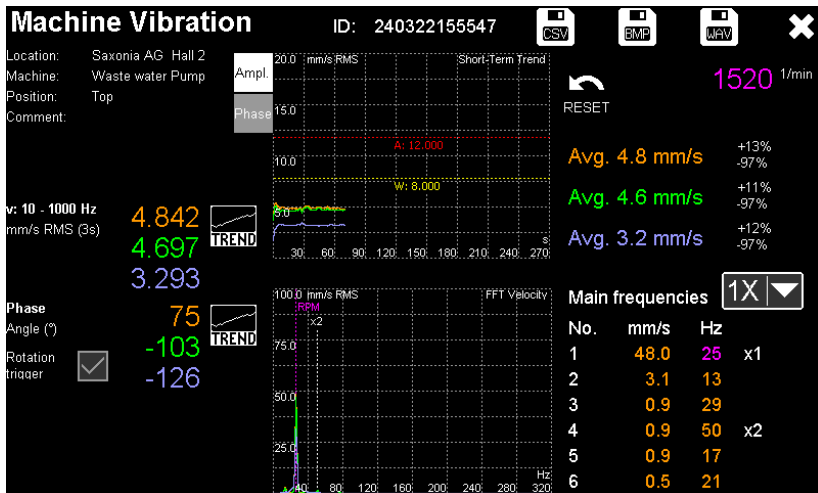 Machine Vibration
ID: 240322155547
CSV
BMP
WAV
Location: Saxonia AG Hall 2
Machine: Waste water Pump
Position: Top
Comment:
Ampl.
Phase
20.0 mm/s RMS Short-Term Trend
15.0
A: 12.000
10.0
W: 8.000
5.0
s
30 60 90 120 150 180 210 240 270
RESET
1520 1/min
Avg. 4.8 mm/s +13% -97%
Avg. 4.6 mm/s +11% -97%
Avg. 3.2 mm/s +12% -97%
v: 10 - 1000 Hz
mm/s RMS (3s)
4.842
4.697
3.293
TREND
Phase
Angle (°)
75
-103
-126
TREND
Rotation
trigger
100.0 mm/s RMS FFT Velocity
RPM
x2
75.0
50.0
25.0
Hz
40 80 120 160 200 240 280 320
Main frequencies 1X
No. mm/s Hz
1 48.0 25 x1
2 3.1 13
3 0.9 29
4 0.9 50 x2
5 0.9 17
6 0.5 21